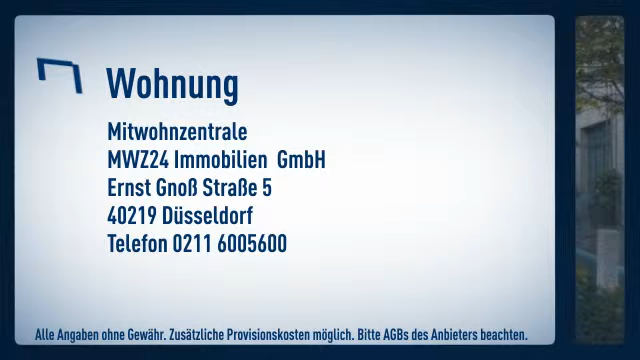 Wohnung
Mitwohnzentrale
MWZ24 Immobilien GmbH
Ernst Gnoß Straße 5
40219 Düsseldorf
Telefon 0211 6005600
Alle Angaben ohne Gewähr. Zusätzliche Provisionskosten möglich. Bitte AGBs des Anbieters beachten.